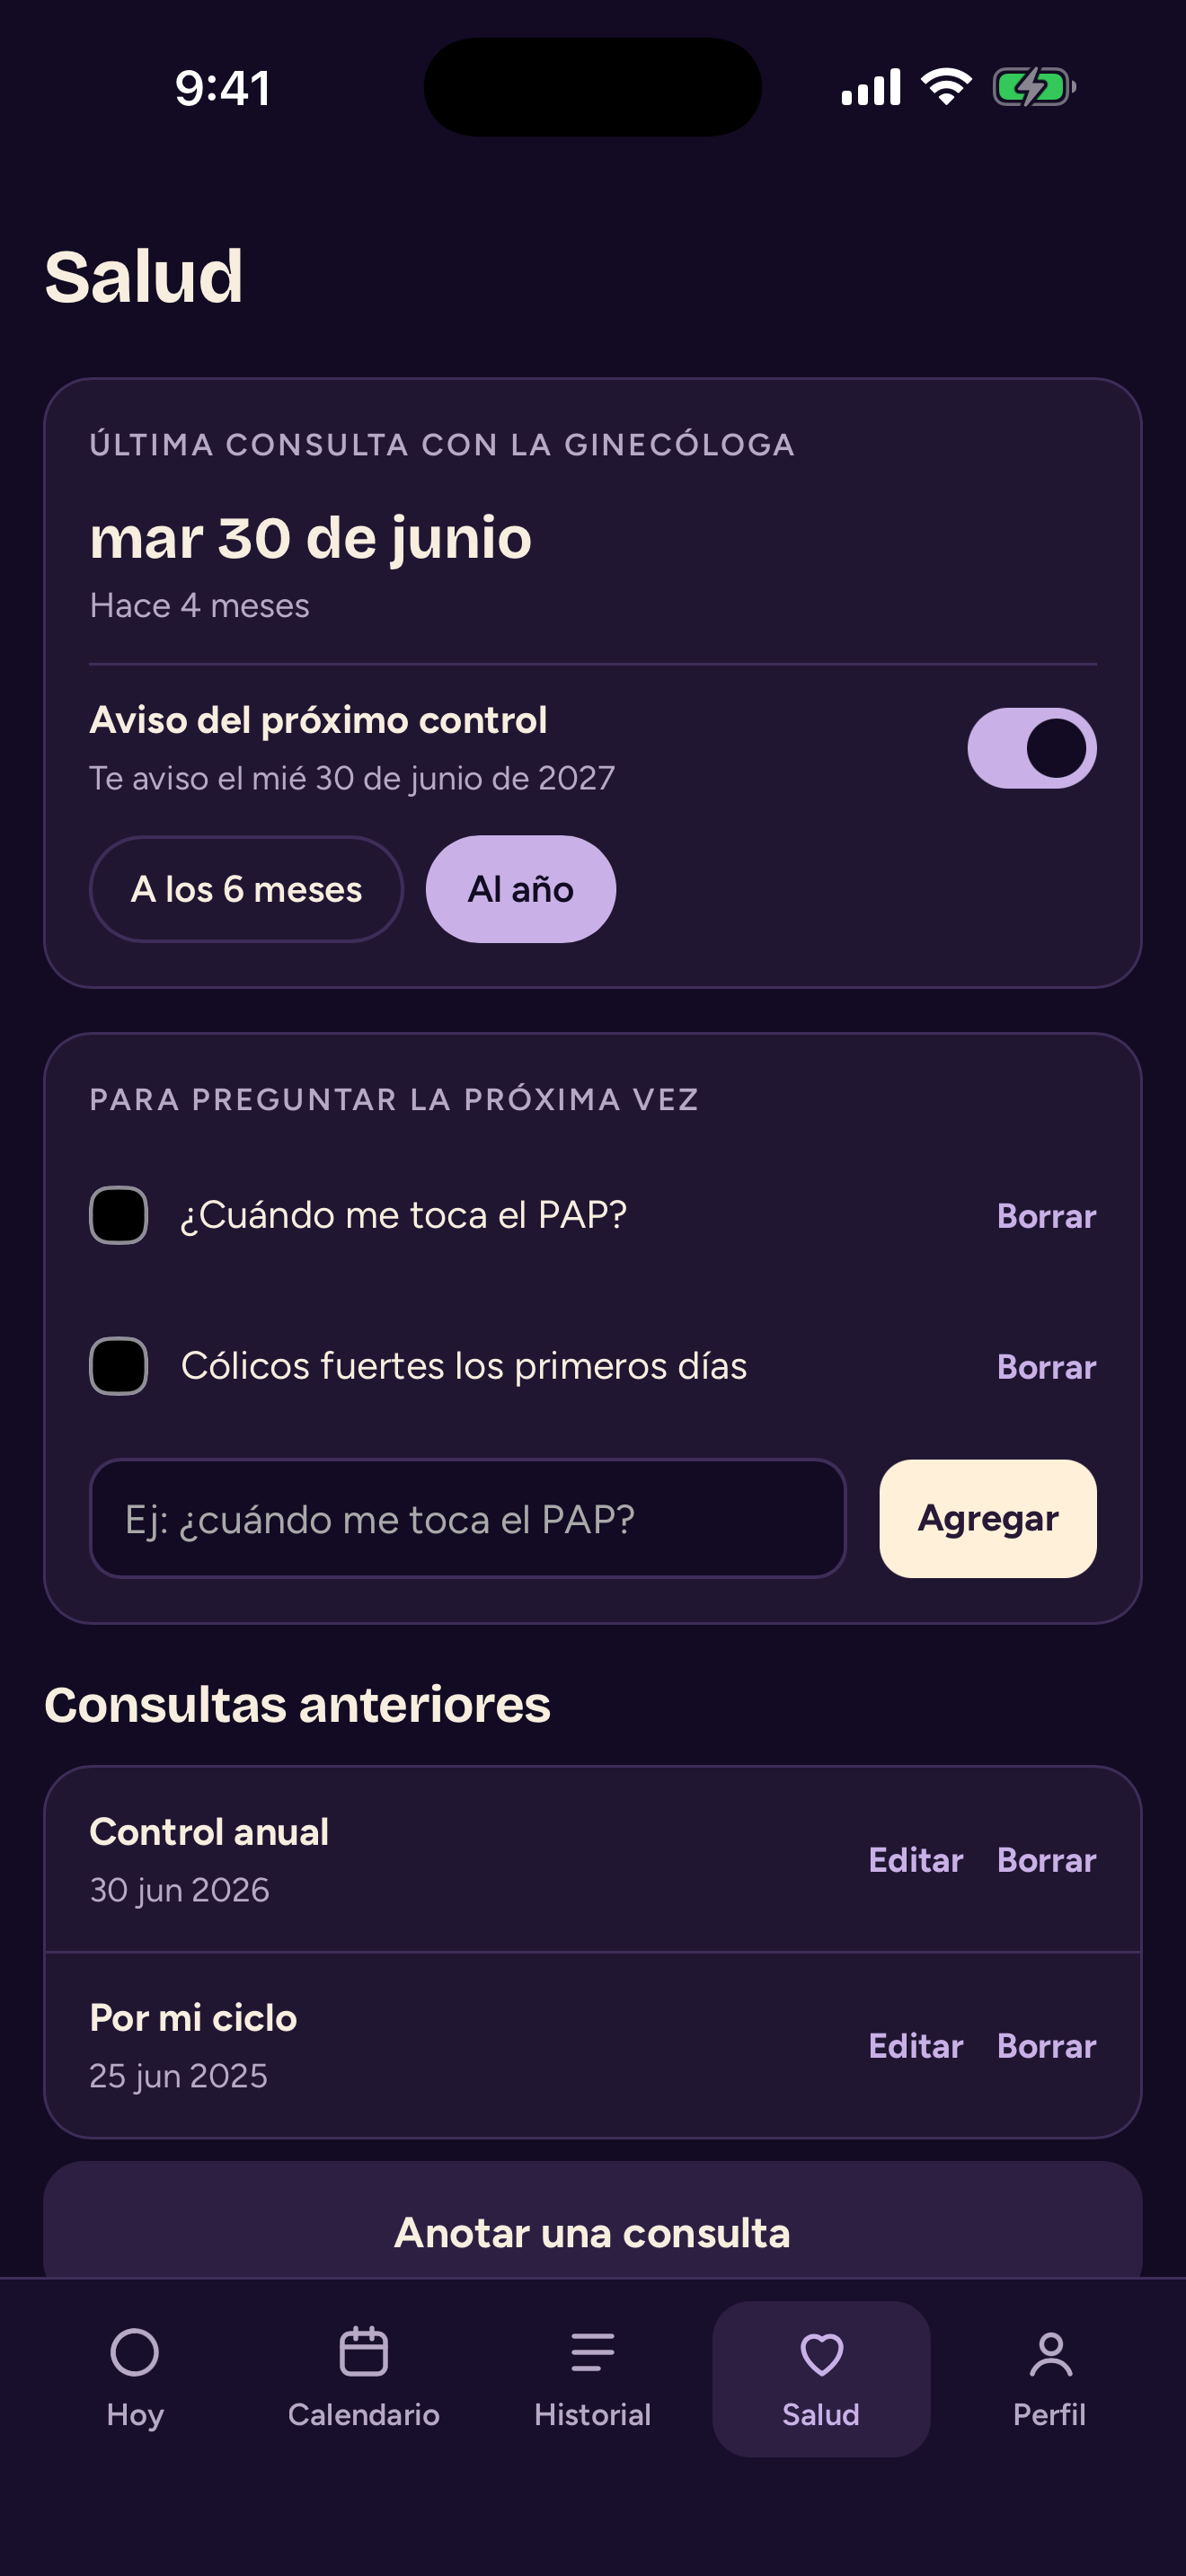 9:41
Salud
ÚLTIMA CONSULTA CON LA GINECÓLOGA
mar 30 de junio
Hace 4 meses
Aviso del próximo control
Te aviso el mié 30 de junio de 2027
A los 6 meses
Al año
PARA PREGUNTAR LA PRÓXIMA VEZ
¿Cuándo me toca el PAP?
Borrar
Cólicos fuertes los primeros días
Borrar
Ej: ¿cuándo me toca el PAP?
Agregar
Consultas anteriores
Control anual
30 jun 2026
Editar
Borrar
Por mi ciclo
25 jun 2025
Editar
Borrar
Anotar una consulta
Hoy
Calendario
Historial
Salud
Perfil